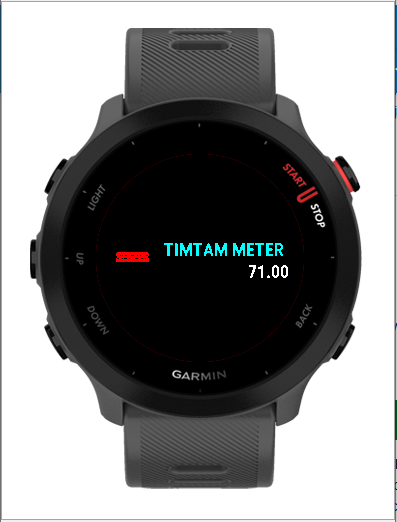 START
STOP
LIGHT
TIMTAM METER
UP
71.00
DOWN
BACK
GARMIN